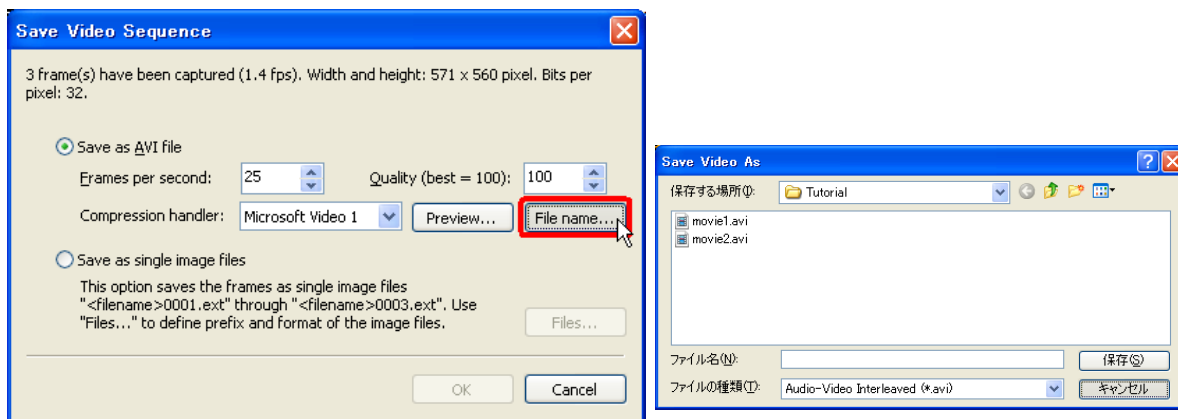 Save Video Sequence
3 frame(s) have been captured (1.4 fps). Width and height: 571 x 560 pixel. Bits per
pixel: 32.
Save as AVI file
Frames per second: 25 Quality (best = 100): 100
Compression handler: Microsoft Video 1 Preview... File name...
Save as single image files
This option saves the frames as single image files
"<filename>0001.ext" through "<filename>0003.ext". Use
"Files..." to define prefix and format of the image files.
Files...
OK Cancel
Save Video As
保存する場所(I): Tutorial
movie1.avi
movie2.avi
ファイル名(N): 保存(S)
ファイルの種類(T): Audio-Video Interleaved (*.avi) キャンセル